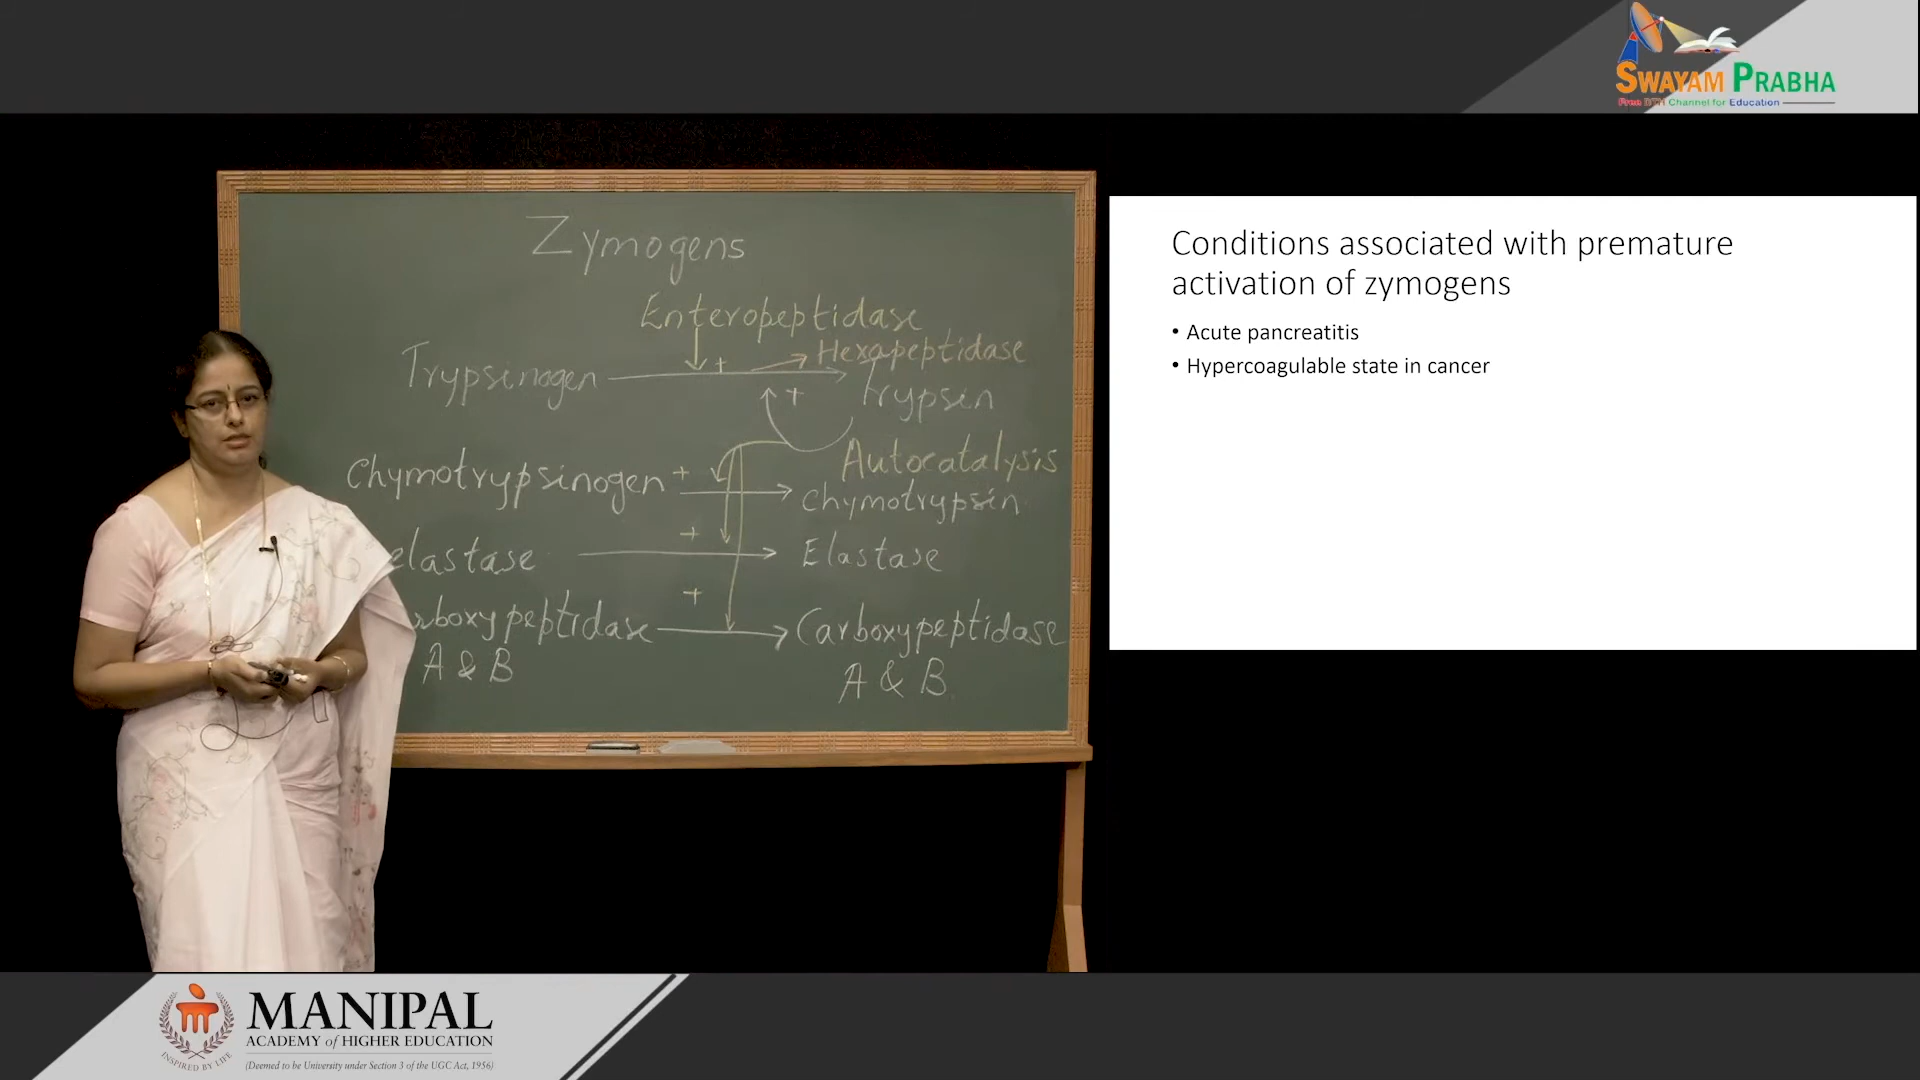 SWAYAM PRABHA
Free DTH Channel for Education
Zymogens
Enteropeptidase
+ Hexapeptidase
Trypsinogen
Trypsin
+
Autocatalysis
Chymotrypsinogen +
chymotrypsin
+
elastase Elastase
+
rboxypeptidase Carboxypeptidase
A & B A & B
Conditions associated with premature
activation of zymogens
• Acute pancreatitis
• Hypercoagulable state in cancer
INSPIRED BY LIFE
MANIPAL
ACADEMY of HIGHER EDUCATION
(Deemed to be University under Section 3 of the UGC Act, 1956)